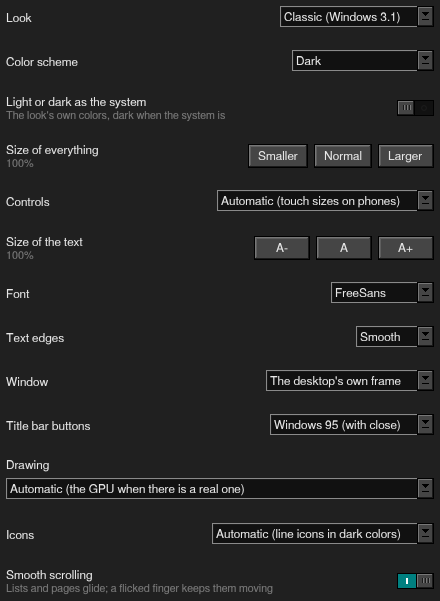 Look
Classic (Windows 3.1)
Color scheme
Dark
Light or dark as the system
The look's own colors, dark when the system is
Size of everything
100%
Smaller
Normal
Larger
Controls
Automatic (touch sizes on phones)
Size of the text
100%
A-
A
A+
Font
FreeSans
Text edges
Smooth
Window
The desktop's own frame
Title bar buttons
Windows 95 (with close)
Drawing
Automatic (the GPU when there is a real one)
Icons
Automatic (line icons in dark colors)
Smooth scrolling
Lists and pages glide; a flicked finger keeps them moving